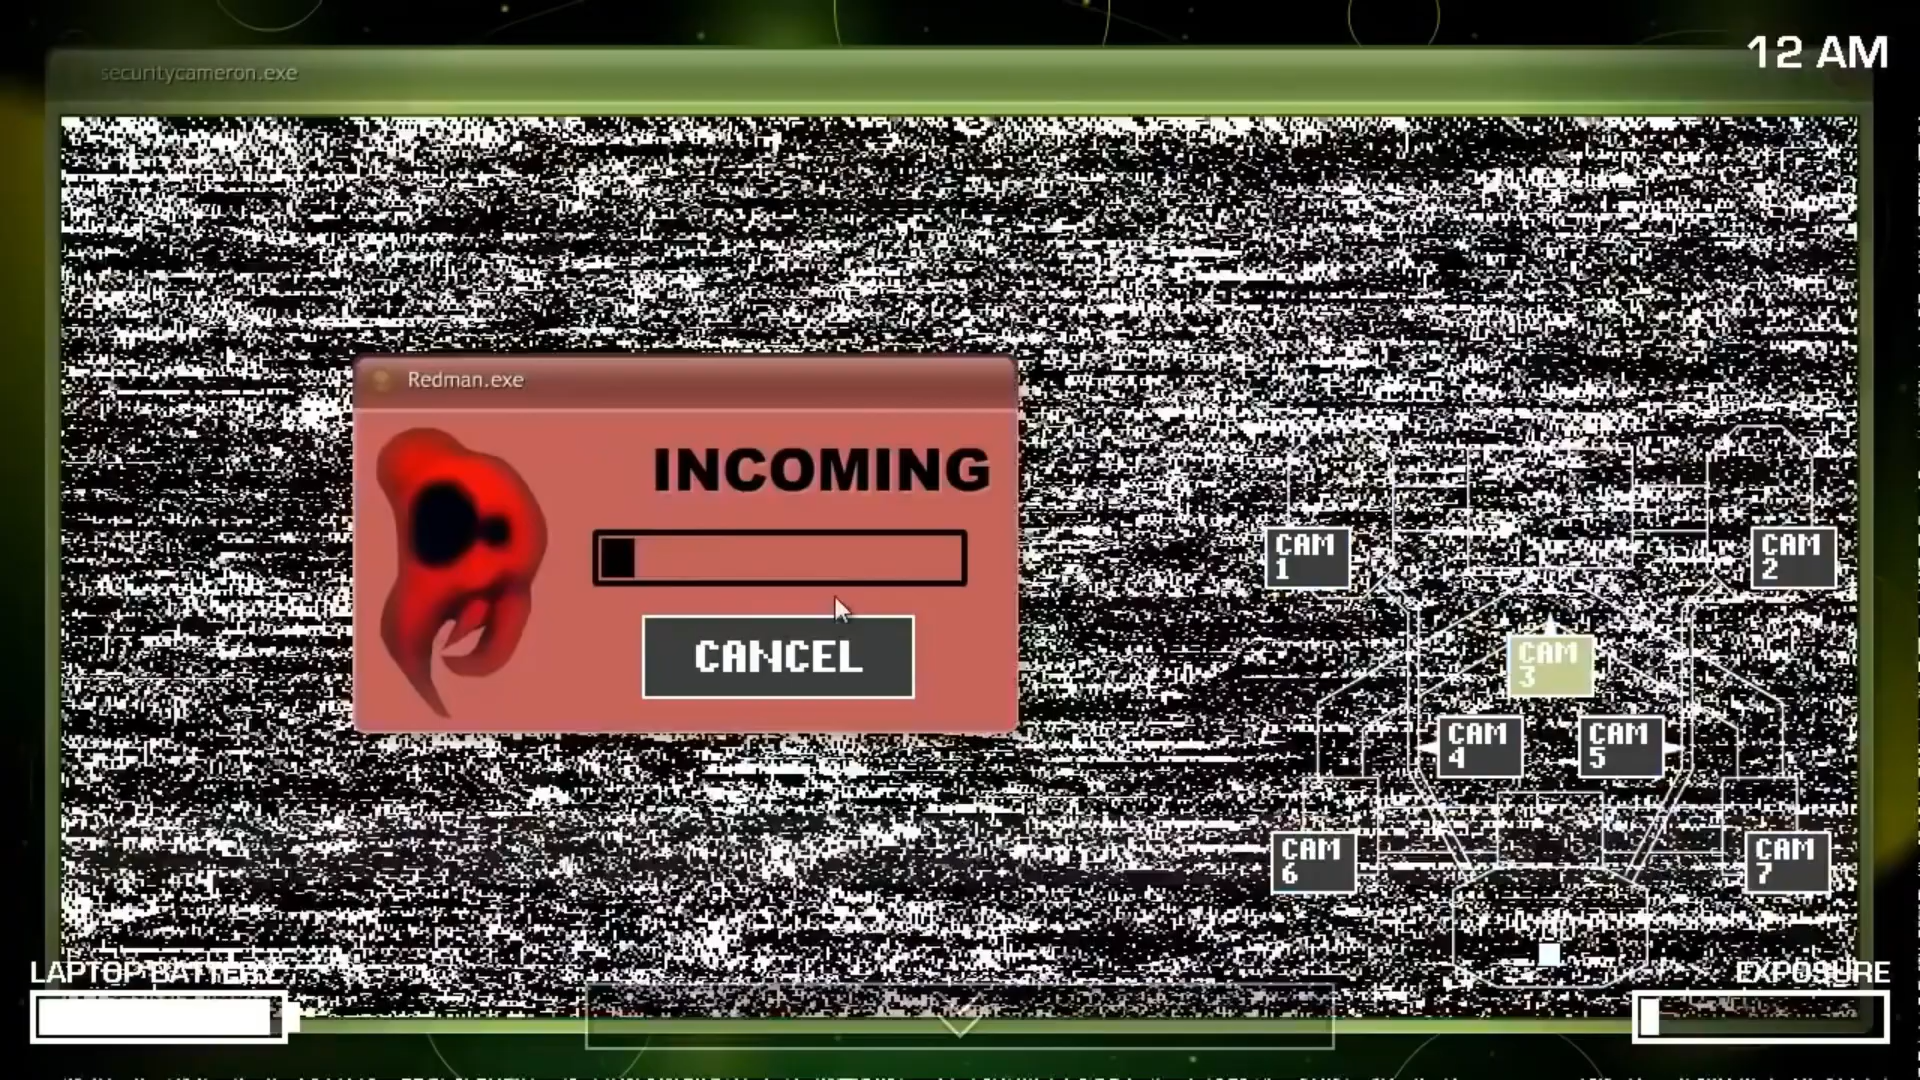 12 AM
securitycameron.exe
Redman.exe
INCOMING
CANCEL
CAM
1
CAM
2
CAM
3
CAM
4
CAM
5
CAM
6
CAM
7
LAPTOP BATTERY
EXPOSURE